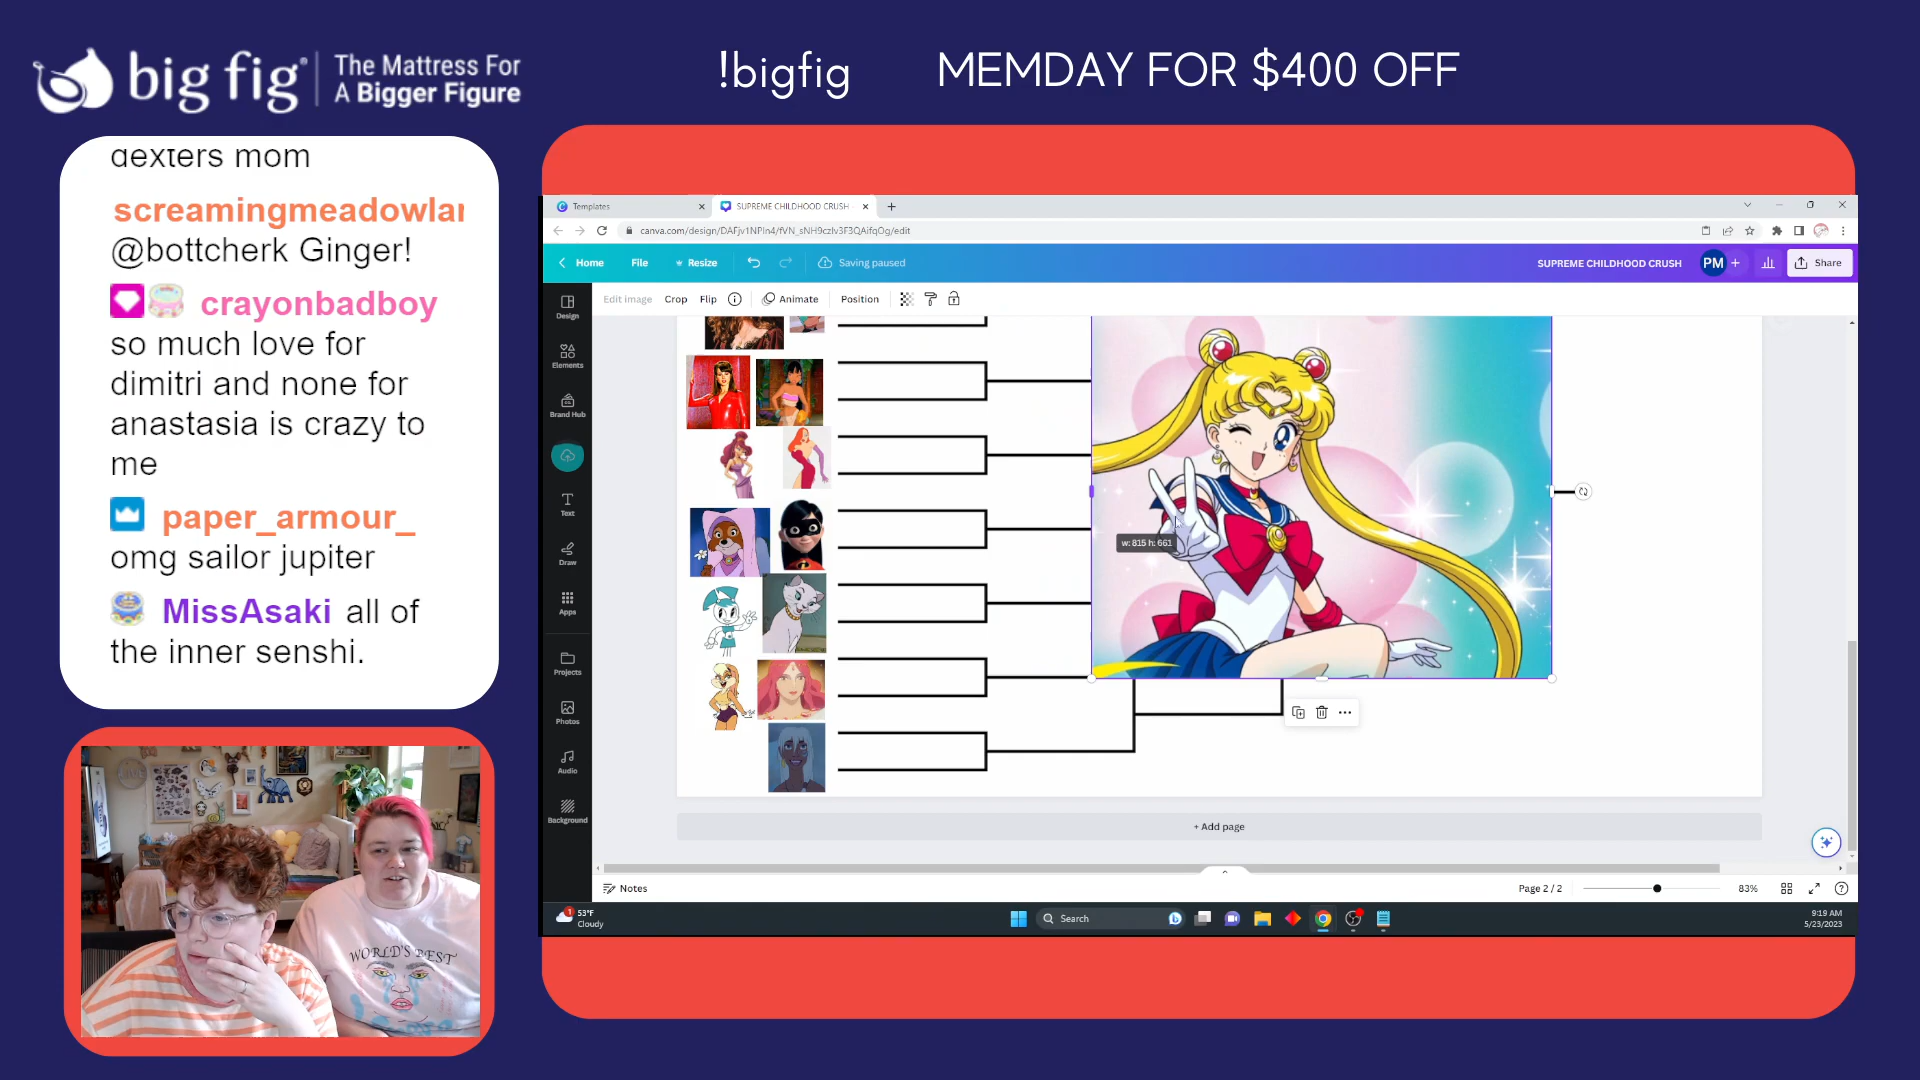 big fig
The Mattress For
A Bigger Figure
!bigfig
MEMDAY FOR $400 OFF
dexters mom
screamingmeadowlar
@bottcherk Ginger!
crayonbadboy
so much love for
dimitri and none for
anastasia is crazy to
me
paper_armour_
omg sailor jupiter
MissAsaki all of
the inner senshi.
WORLD'S BEST
Templates
SUPREME CHILDHOOD CRUSH
canva.com/design/DAFjv1NPln4/fVN_sNH9czlv3F3QAifqOg/edit
Home
File
Resize
Saving paused
SUPREME CHILDHOOD CRUSH
PM
Share
Edit image
Crop
Flip
Animate
Position
Design
Elements
Brand Hub
Text
Draw
Apps
Projects
Photos
Audio
Background
w: 815 h: 661
+ Add page
Notes
Page 2 / 2
83%
1
53°F
Cloudy
Search
9:19 AM
5/23/2023